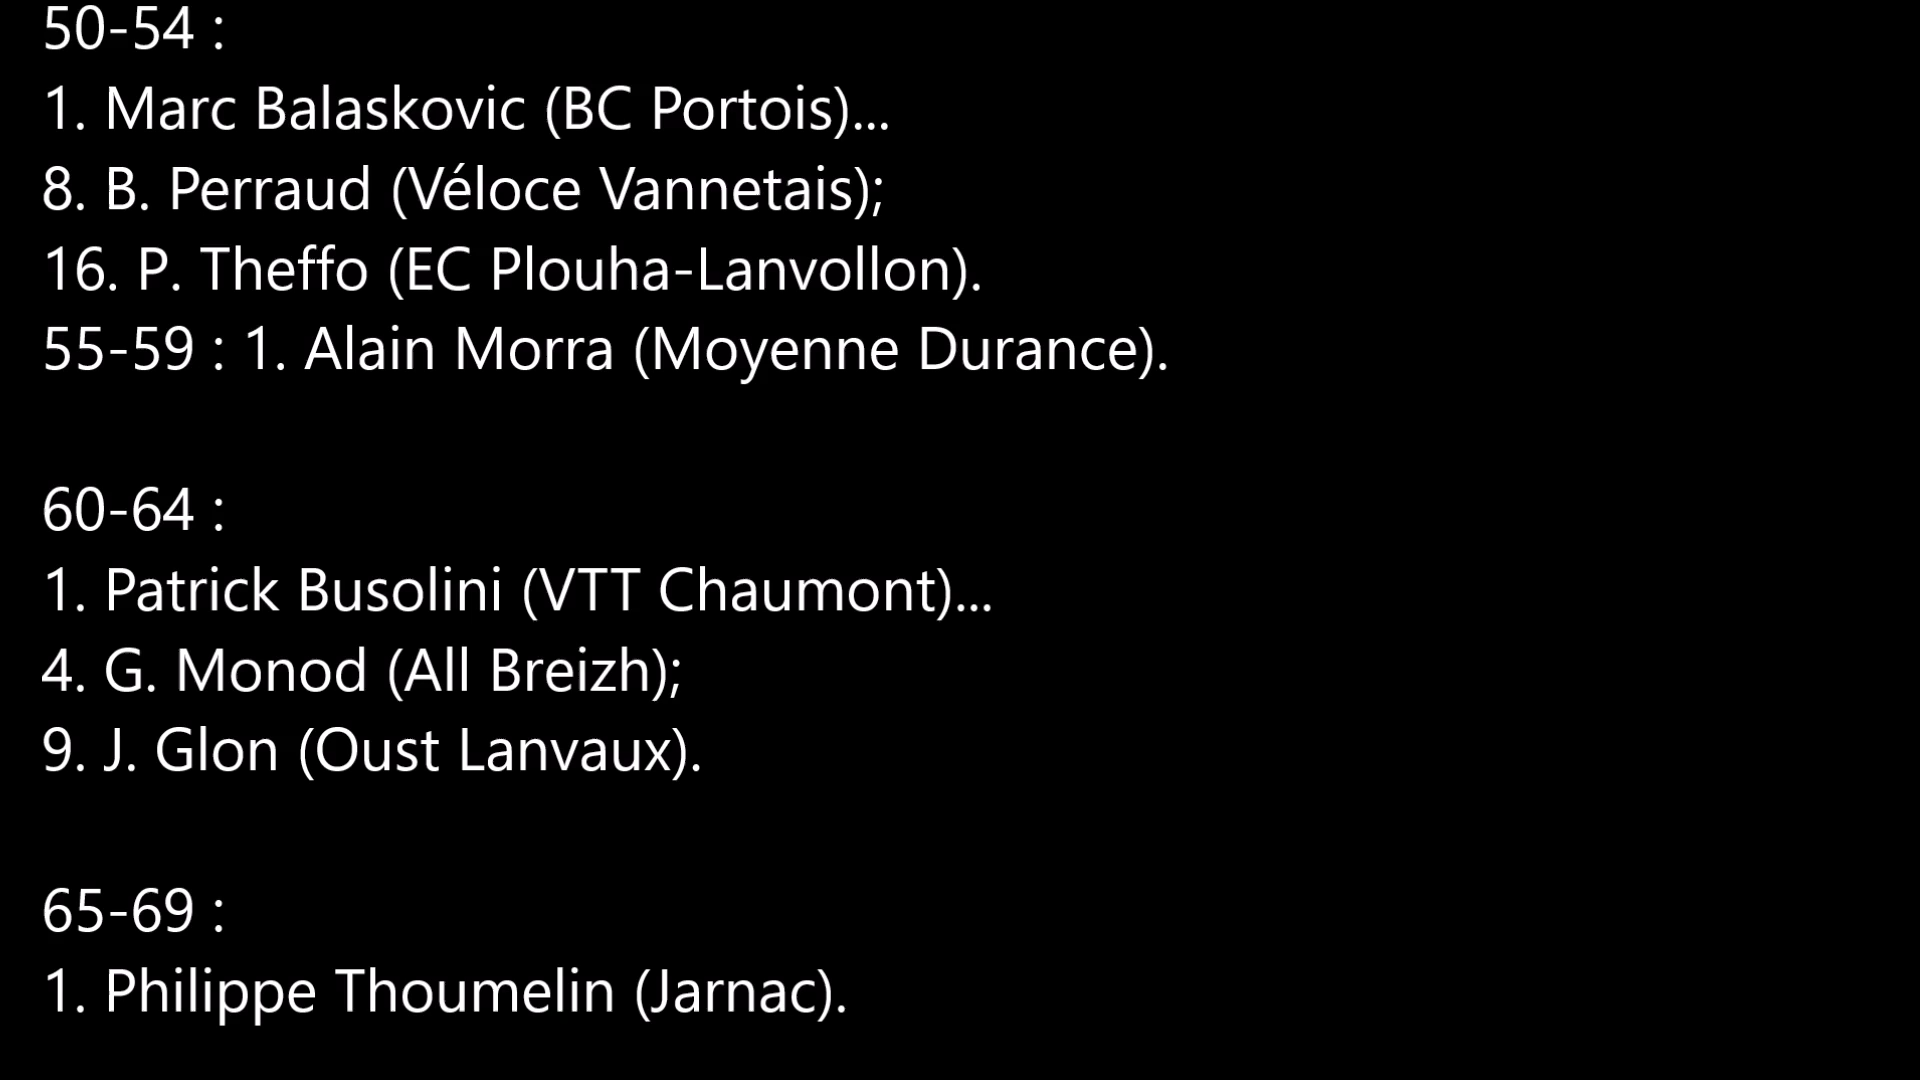 50-54 :
1. Marc Balaskovic (BC Portois)...
8. B. Perraud (Véloce Vannetais);
16. P. Theffo (EC Plouha-Lanvollon).
55-59 : 1. Alain Morra (Moyenne Durance).
60-64 :
1. Patrick Busolini (VTT Chaumont)...
4. G. Monod (All Breizh);
9. J. Glon (Oust Lanvaux).
65-69 :
1. Philippe Thoumelin (Jarnac).